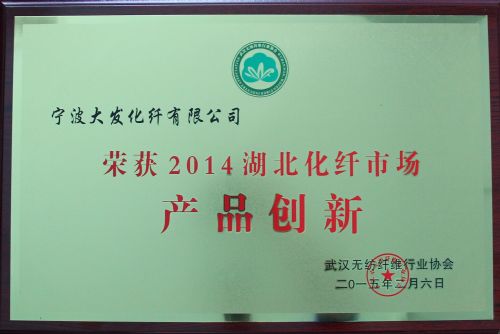 宁波大发化纤有限公司
荣获2014湖北化纤市场
产品创新
武汉无纺纤维行业协会
二〇一五年二月六日